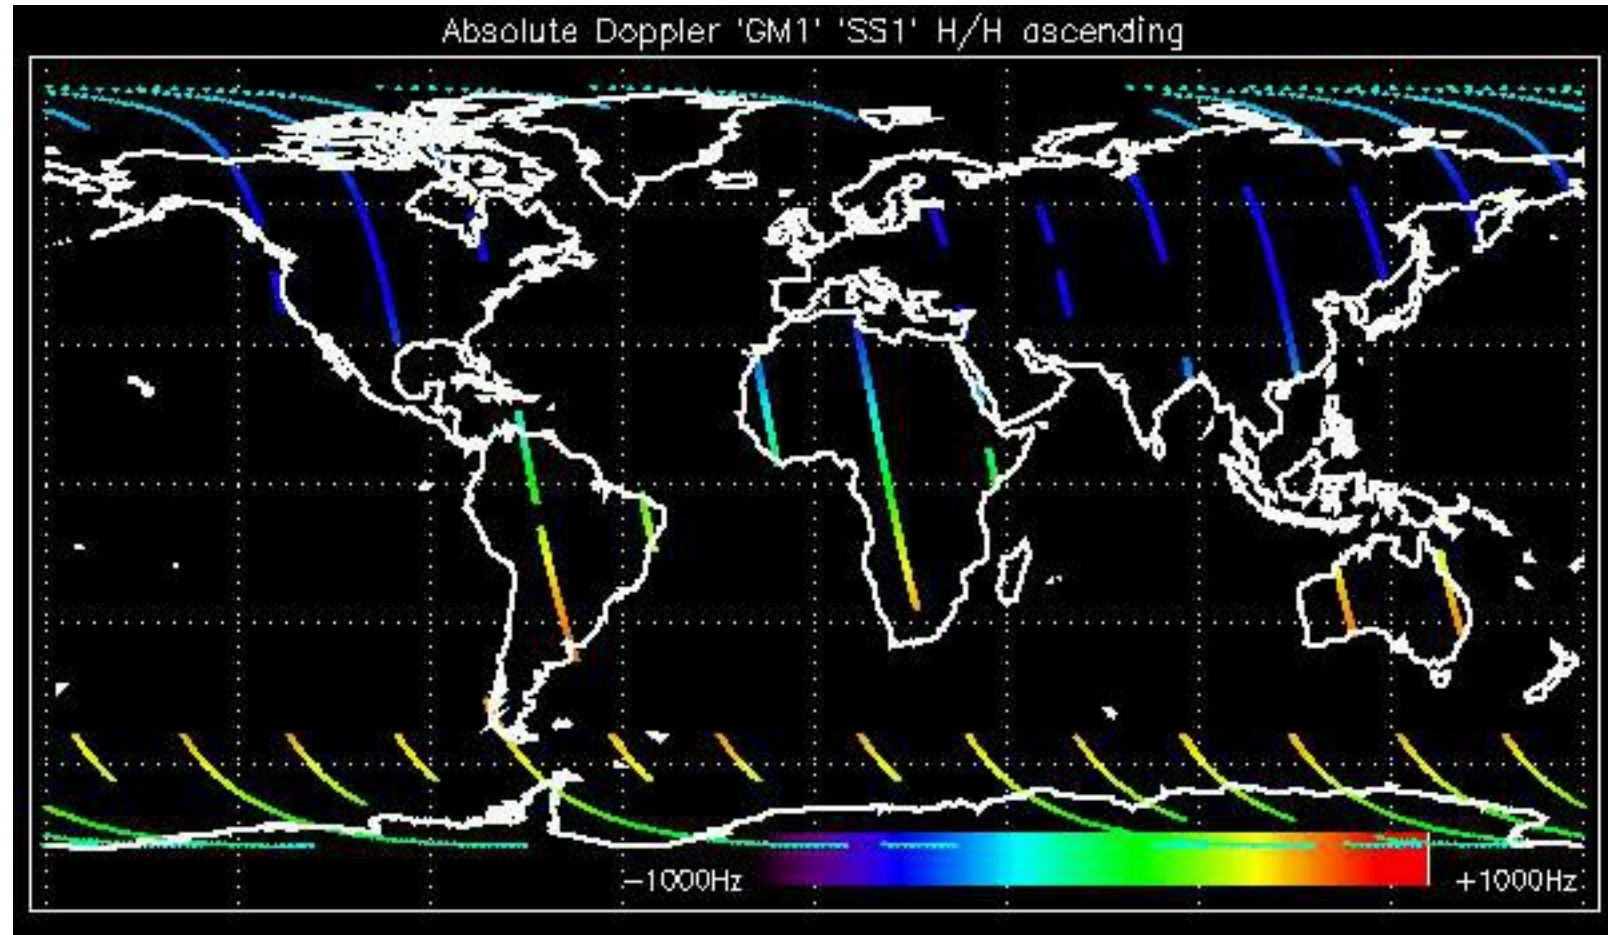 Absolute Doppler 'GM1' 'SS1' H/H ascending
−1000Hz +1000Hz